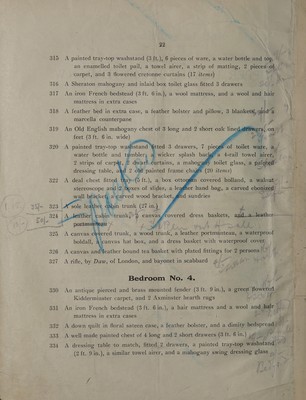 22
315 A painted tray-top washstand (3 ft.), 6 pieces of ware, a water bottle and top,
an enamelled toilet pail, a towel airer, a strip of matting, 3 pieces of
carpet, and 3 flowered cretonne curtains (17 items)
316 A Sheraton mahogany and inlaid box toilet glass fitted 3 drawers
317 An iron French bedstead (3 ft. 6 in.), a wool mattress, and a wool and hair
mattress in extra cases
318 A feather bed in extra case, a feather bolster and pillow, 3 blankets, and a
marcella counterpane
319 An Old English mahogany chest of 3 long and 2 short oak lined drawers, on
feet (3 ft. 6 in. wide)
320 A painted tray-top washstand fitted 3 drawers, 7 pieces of toilet ware, a
water bottle and tumbler, a wicker splash bath, a 4-rail towel airer,
2 strips of carpet, 2 dwarf curtains, a mahogany toilet glass, a painted
dressing table, and painted frame chairs (20 items)
322 A deal chest fitted tray (3 ft.), a box ottoman covered holland, a walnut
stereoscope and boxes of slides, a leather hand bag, a carved
wall bracket, carved wood bracket, and sundries
323 A sole leather cabin trunk (27 in.)
324 A leather trunk, 2 canvas covered dress baskets, and a leather
portmanteau
325 A canvas covered trunk, a wood trunk, a leather portmanteau, a waterproof
holdall, a canvas hat box, and a dress basket with waterproof cover
326 A canvas and leather bound tea basket with plated fittings for 2 persons
327 A rifle, by Daw, of London, and bayonet in scabbard
Bedroom No. 4.
330 An antique pierced and brass mounted fender (3 ft. 9 in.), a green flowered
Kidderminster carpet, and 2 Axminster hearth rugs
331 An iron French bedstead (3 ft. 6 in.), a hair mattress and a wool and hair
mattress in extra cases
332 A down quilt in floral sateen case, a feather bolster, and a dimity bedspread
333 A well made painted chest of 4 long and 2 short drawers (3 ft. 6 in.)
334 A dressing table to match, fitted 2 drawers, a painted tray-top washstand
(2 ft. 9 in.), a similar towel airer, and a mahogany swing dressing glass